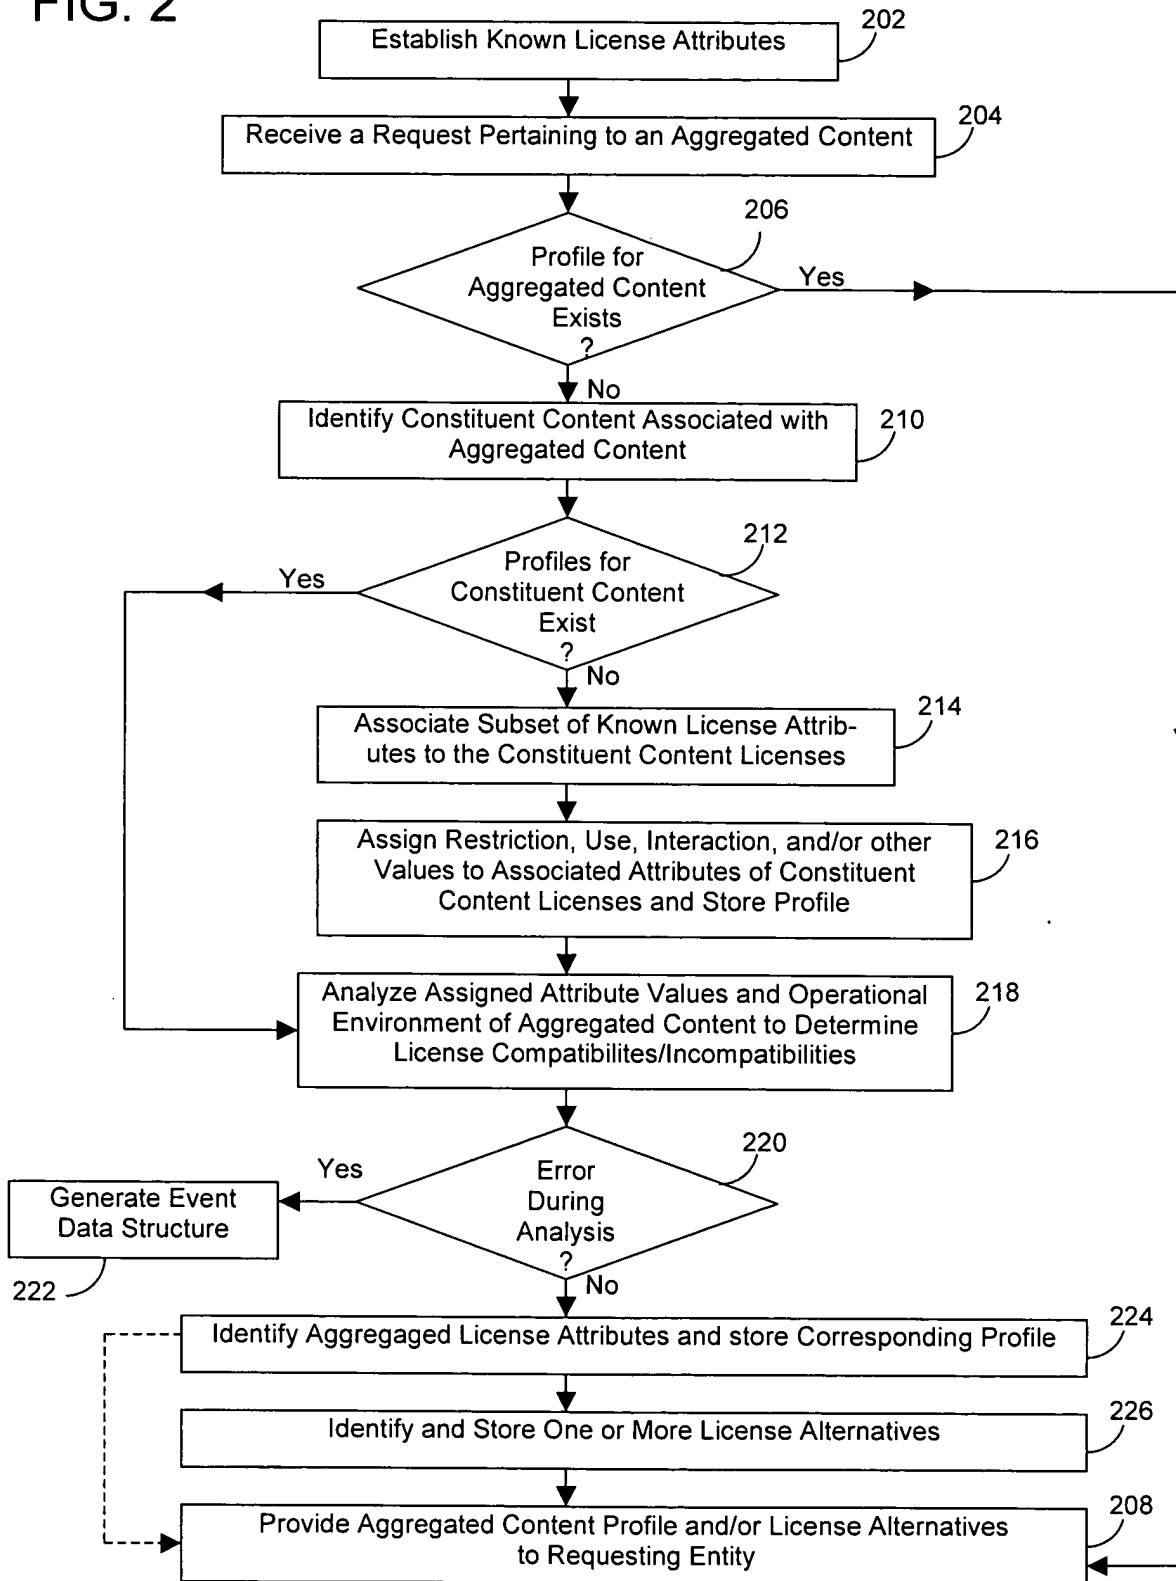 FIG. 2
Establish Known License Attributes
202
Receive a Request Pertaining to an Aggregated Content
204
206
Profile for
Aggregated Content
Exists
?
Yes
No
Identify Constituent Content Associated with
Aggregated Content
210
212
Profiles for
Constituent Content
Exist
?
Yes
No
Associate Subset of Known License Attrib-
utes to the Constituent Content Licenses
214
Assign Restriction, Use, Interaction, and/or other
Values to Associated Attributes of Constituent
Content Licenses and Store Profile
216
Analyze Assigned Attribute Values and Operational
Environment of Aggregated Content to Determine
License Compatibilites/Incompatibilities
218
220
Error
During
Analysis
?
Yes
No
Generate Event
Data Structure
222
Identify Aggregaged License Attributes and store Corresponding Profile
224
Identify and Store One or More License Alternatives
226
Provide Aggregated Content Profile and/or License Alternatives
to Requesting Entity
208